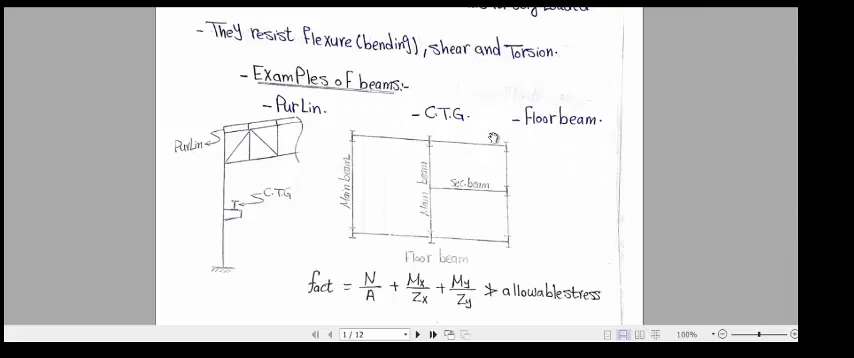 - They resist flexure (bending), shear and Torsion.
- Examples of beams:-
- PurLin.
- C.T.G.
- Floor beam.
PurLin
C.T.G
Main beam
Main beam
Sec.beam
Floor beam
fact = N/A + Mx/Zx + My/Zy ≯ allowable stress
1 / 12
100%